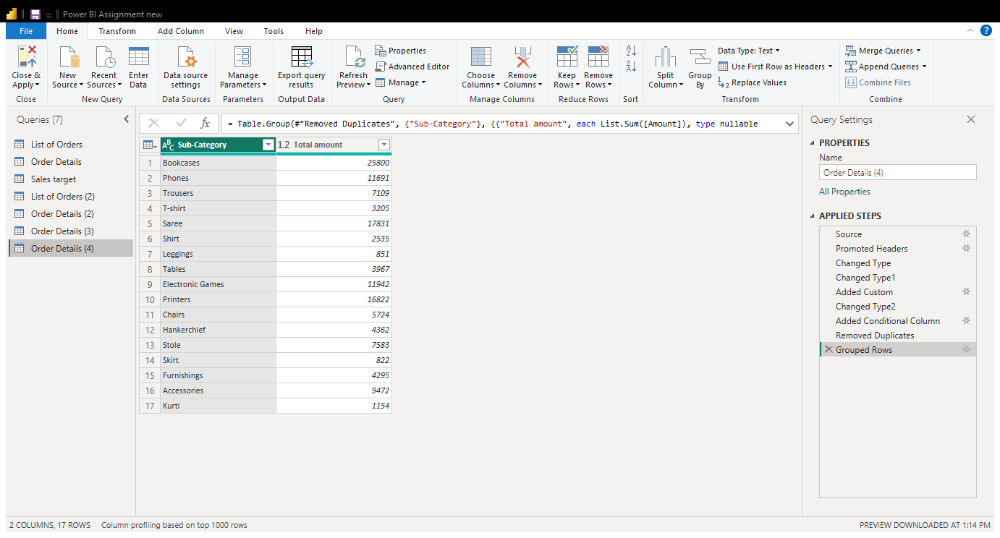 Power BI Assignment new
File Home Transform Add Column View Tools Help
Close & Apply
New Source
Recent Sources
Enter Data
Data source settings
Manage Parameters
Export query results
Refresh Preview
Properties
Advanced Editor
Manage
Choose Columns
Remove Columns
Keep Rows
Remove Rows
A Z
Z A
Split Column
Group By
Data Type: Text
Use First Row as Headers
1 2 Replace Values
Merge Queries
Append Queries
Combine Files
Close New Query Data Sources Parameters Output Data Query Manage Columns Reduce Rows Sort Transform Combine
Queries [7]
List of Orders
Order Details
Sales target
List of Orders (2)
Order Details (2)
Order Details (3)
Order Details (4)
fx = Table.Group(#"Removed Duplicates", {"Sub-Category"}, {{"Total amount", each List.Sum([Amount]), type nullable
ABC Sub-Category 1.2 Total amount
1 Bookcases 25800
2 Phones 11691
3 Trousers 7109
4 T-shirt 3205
5 Saree 17831
6 Shirt 2535
7 Leggings 851
8 Tables 3967
9 Electronic Games 11942
10 Printers 16822
11 Chairs 5724
12 Hankerchief 4362
13 Stole 7583
14 Skirt 822
15 Furnishings 4295
16 Accessories 9472
17 Kurti 1154
Query Settings
PROPERTIES
Name
Order Details (4)
All Properties
APPLIED STEPS
Source
Promoted Headers
Changed Type
Changed Type1
Added Custom
Changed Type2
Added Conditional Column
Removed Duplicates
Grouped Rows
2 COLUMNS, 17 ROWS Column profiling based on top 1000 rows PREVIEW DOWNLOADED AT 1:14 PM